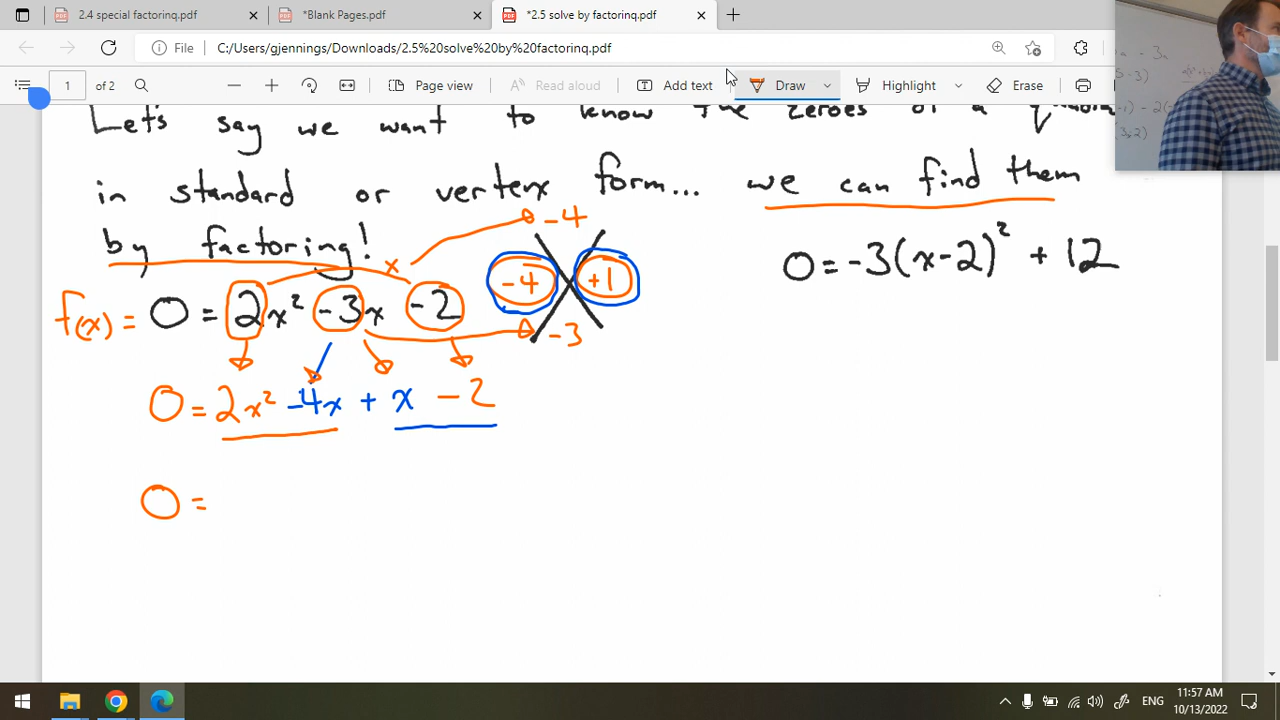 2.4 special factoring.pdf
*Blank Pages.pdf
*2.5 solve by factoring.pdf
File C:/Users/gjennings/Downloads/2.5%20solve%20by%20factoring.pdf
1 of 2 Page view Read aloud Add text Draw Highlight Erase
Let's say we want to know the zeroes of a
in standard or vertex form... we can find them
by factoring!
-4
-4 +1
-3
x
f(x) = 0 = 2x² -3x -2
0 = -3(x-2)² + 12
0 = 2x² -4x + x -2
0 =
ENG
11:57 AM
10/13/2022